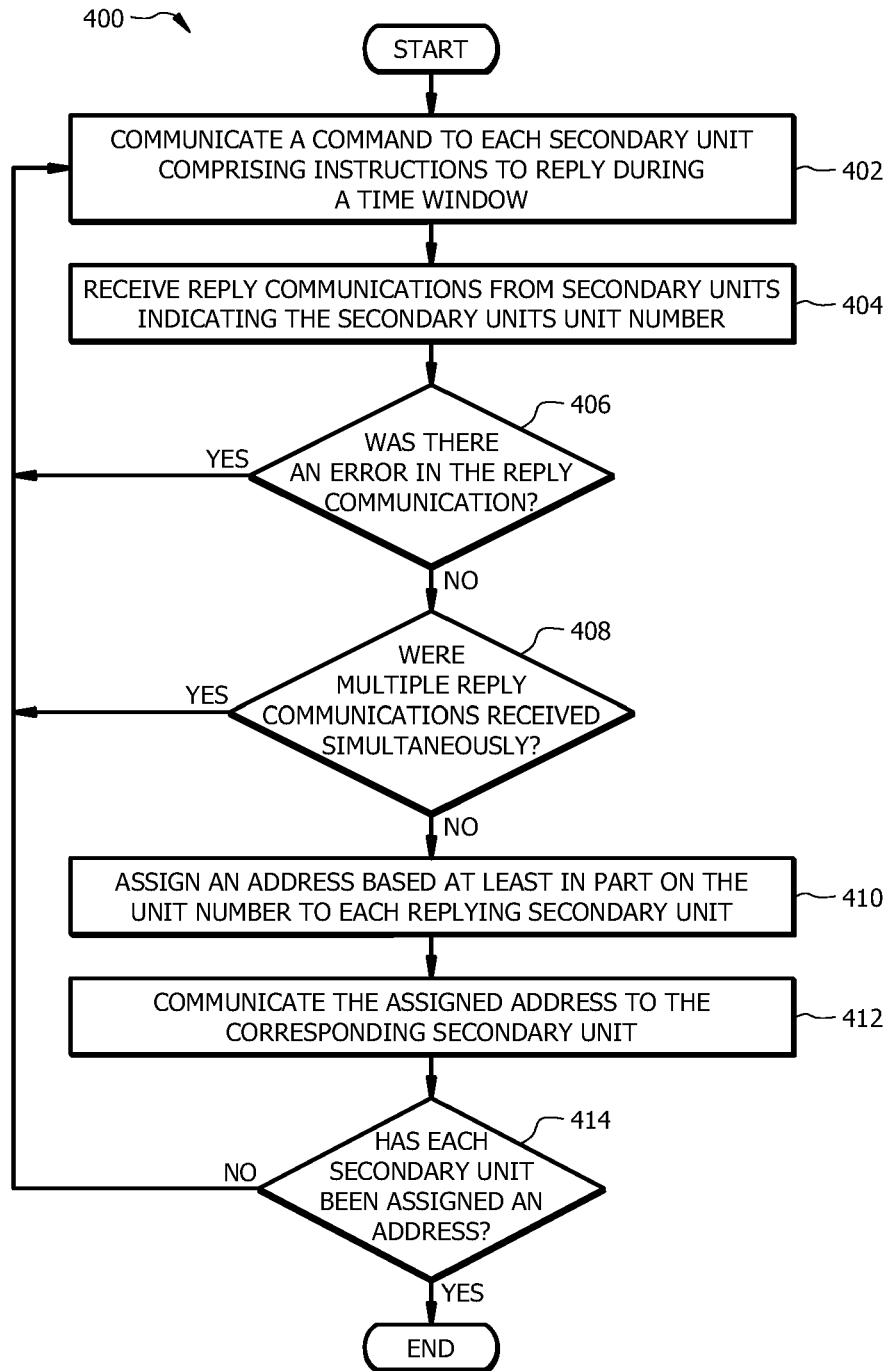 400
START
COMMUNICATE A COMMAND TO EACH SECONDARY UNIT
COMPRISING INSTRUCTIONS TO REPLY DURING
A TIME WINDOW
402
RECEIVE REPLY COMMUNICATIONS FROM SECONDARY UNITS
INDICATING THE SECONDARY UNITS UNIT NUMBER
404
406
WAS THERE
AN ERROR IN THE REPLY
COMMUNICATION?
YES
NO
408
WERE
MULTIPLE REPLY
COMMUNICATIONS RECEIVED
SIMULTANEOUSLY?
YES
NO
ASSIGN AN ADDRESS BASED AT LEAST IN PART ON THE
UNIT NUMBER TO EACH REPLYING SECONDARY UNIT
410
COMMUNICATE THE ASSIGNED ADDRESS TO THE
CORRESPONDING SECONDARY UNIT
412
414
HAS EACH
SECONDARY UNIT
BEEN ASSIGNED AN
ADDRESS?
NO
YES
END